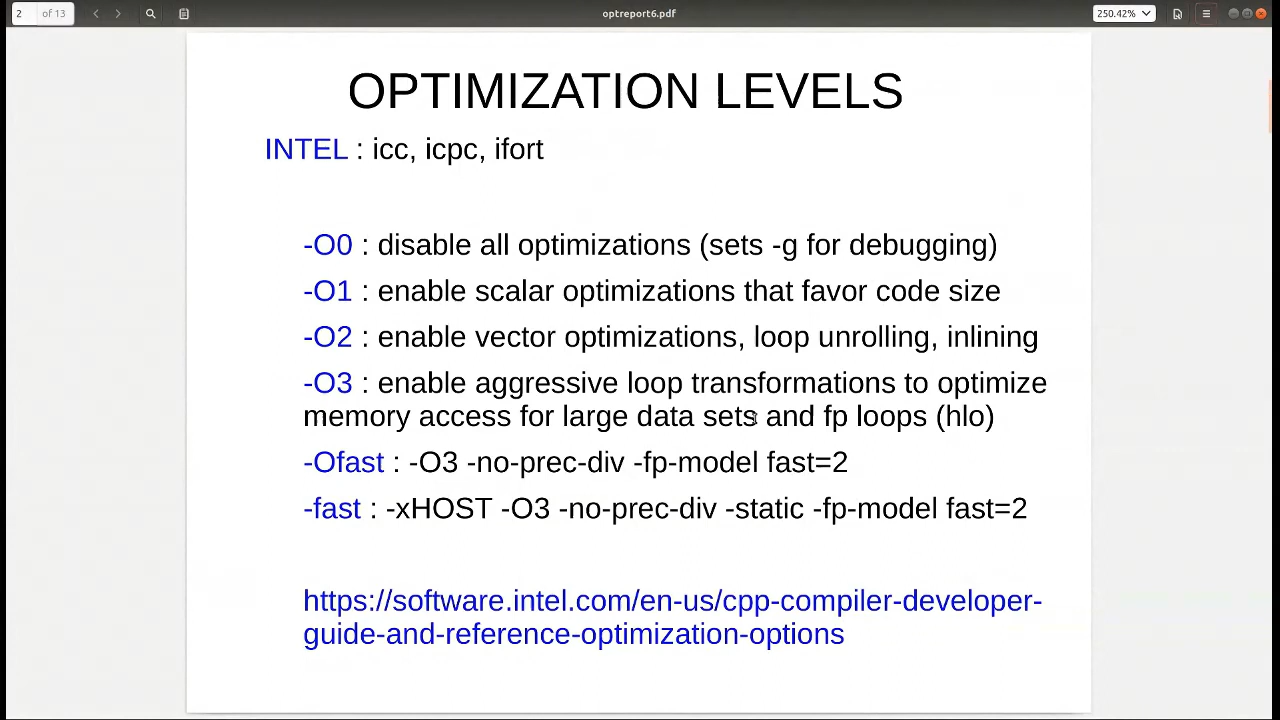 2 of 13
optreport6.pdf
250.42%
OPTIMIZATION LEVELS
INTEL : icc, icpc, ifort
-O0 : disable all optimizations (sets -g for debugging)
-O1 : enable scalar optimizations that favor code size
-O2 : enable vector optimizations, loop unrolling, inlining
-O3 : enable aggressive loop transformations to optimize
memory access for large data sets and fp loops (hlo)
-Ofast : -O3 -no-prec-div -fp-model fast=2
-fast : -xHOST -O3 -no-prec-div -static -fp-model fast=2
https://software.intel.com/en-us/cpp-compiler-developer-
guide-and-reference-optimization-options